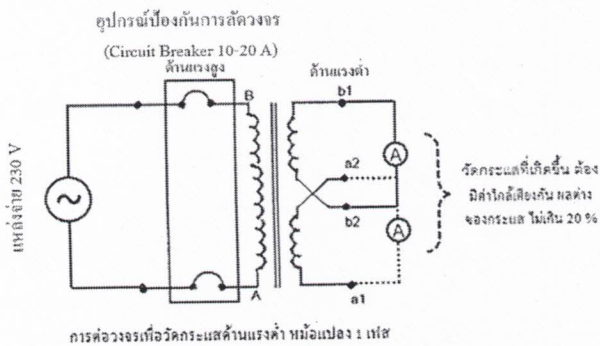 อุปกรณ์ป้องกันการลัดวงจร
(Circuit Breaker 10-20 A)
ด้านแรงสูง
ด้านแรงต่ำ
แหล่งจ่าย 230 V
B
A
b1
a2
b2
a1
A
A
วัดกระแสที่เกิดขึ้น ต้อง
มีค่าใกล้เคียงกัน ผลต่าง
ของกระแส ไม่เกิน 20 %
การต่อวงจรเพื่อวัดกระแสด้านแรงต่ำ หม้อแปลง 1 เฟส